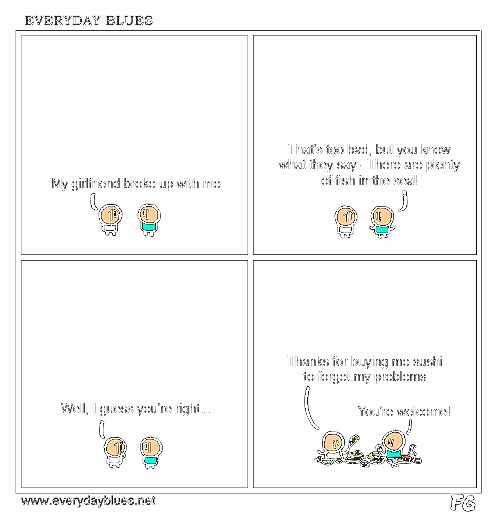 EVERYDAY BLUES
My girlfriend broke up with me
That's too bad, but you know
what they say - There are plenty
of fish in the sea!
Well, I guess you're right...
Thanks for buying me sushi
to forget my problems
You're welcome!
www.everydayblues.net
FG